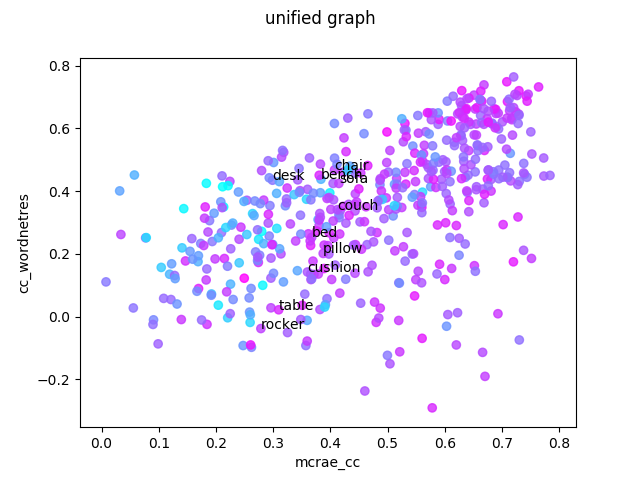 unified graph
0.8
0.6
0.4
0.2
0.0
−0.2
cc_wordnetres
chair
bench
sofa
desk
couch
bed
pillow
cushion
table
rocker
0.0 0.1 0.2 0.3 0.4 0.5 0.6 0.7 0.8
mcrae_cc